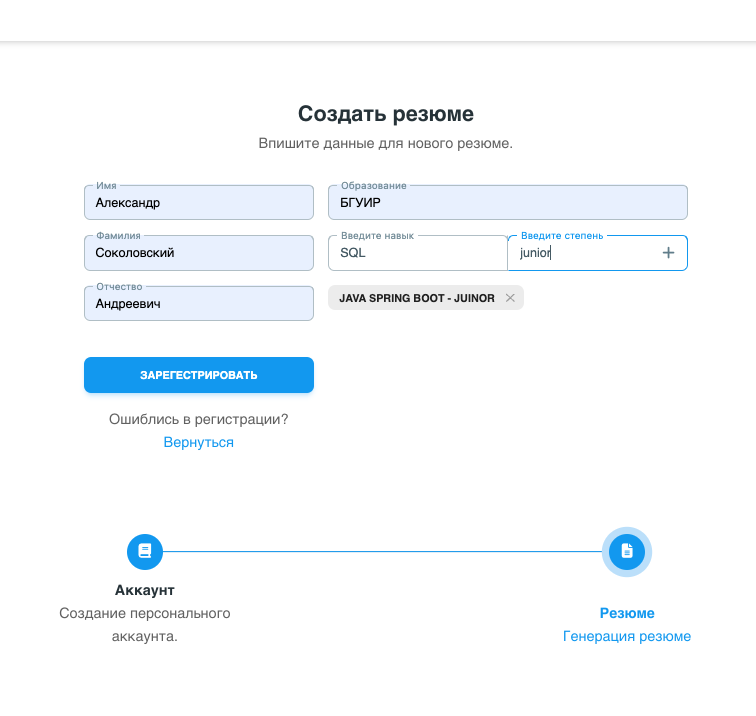 Создать резюме
Впишите данные для нового резюме.
Имя
Александр
Образование
БГУИР
Фамилия
Соколовский
Введите навык
SQL
Введите степень
junior
Отчество
Андреевич
JAVA SPRING BOOT - JUINOR
ЗАРЕГЕСТРИРОВАТЬ
Ошиблись в регистрации?
Вернуться
Аккаунт
Создание персонального
аккаунта.
Резюме
Генерация резюме